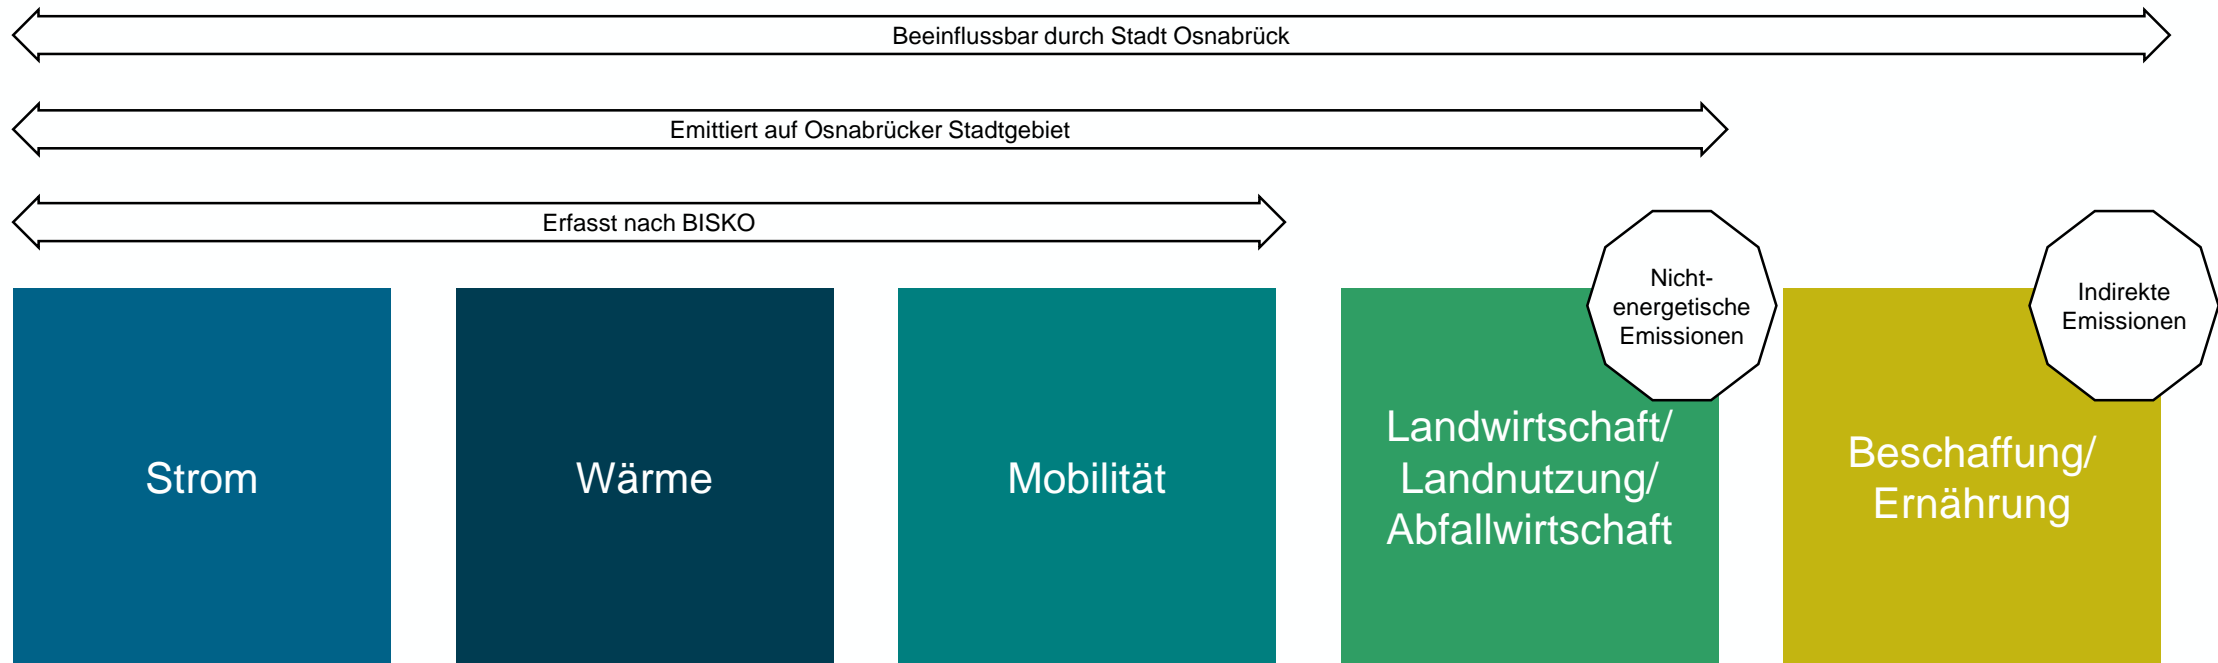 Beeinflussbar durch Stadt Osnabrück
Emittiert auf Osnabrücker Stadtgebiet
Erfasst nach BISKO
Strom
Wärme
Mobilität
Landwirtschaft/
Landnutzung/
Abfallwirtschaft
Nicht-
energetische
Emissionen
Beschaffung/
Ernährung
Indirekte
Emissionen